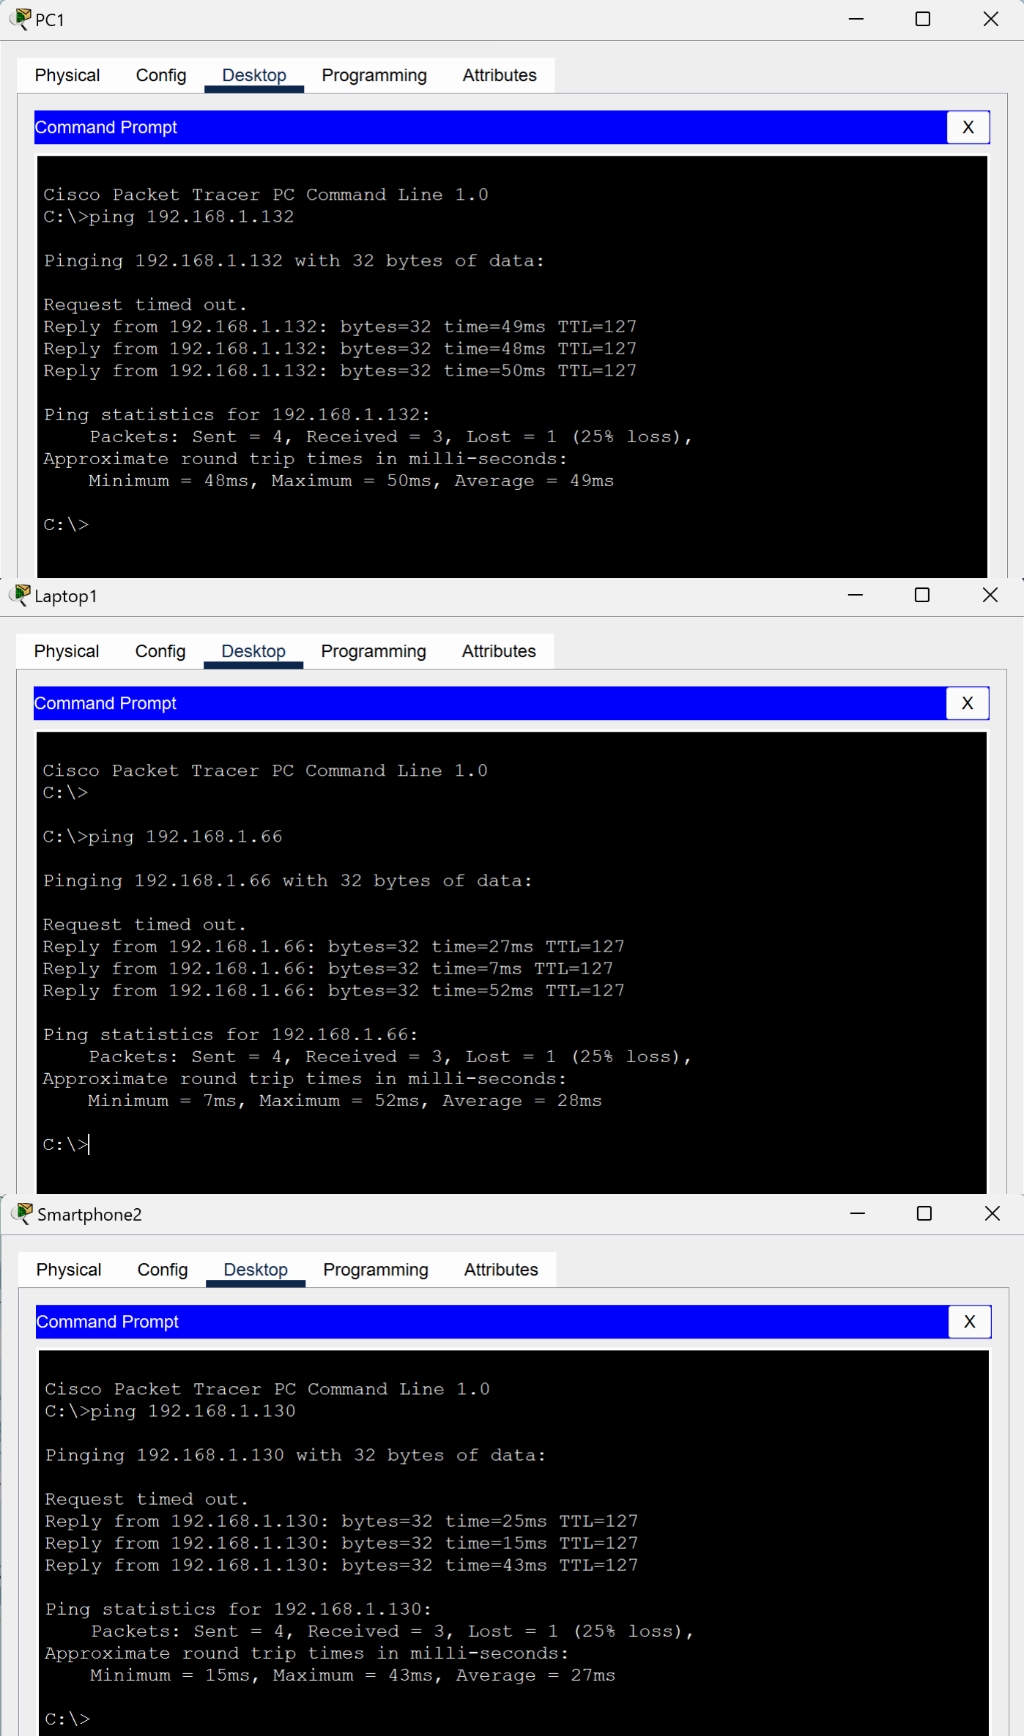 PC1
Physical Config Desktop Programming Attributes
Command Prompt X
Cisco Packet Tracer PC Command Line 1.0
C:\>ping 192.168.1.132
Pinging 192.168.1.132 with 32 bytes of data:
Request timed out.
Reply from 192.168.1.132: bytes=32 time=49ms TTL=127
Reply from 192.168.1.132: bytes=32 time=48ms TTL=127
Reply from 192.168.1.132: bytes=32 time=50ms TTL=127
Ping statistics for 192.168.1.132:
Packets: Sent = 4, Received = 3, Lost = 1 (25% loss),
Approximate round trip times in milli-seconds:
Minimum = 48ms, Maximum = 50ms, Average = 49ms
C:\>
Laptop1
Physical Config Desktop Programming Attributes
Command Prompt X
Cisco Packet Tracer PC Command Line 1.0
C:\>
C:\>ping 192.168.1.66
Pinging 192.168.1.66 with 32 bytes of data:
Request timed out.
Reply from 192.168.1.66: bytes=32 time=27ms TTL=127
Reply from 192.168.1.66: bytes=32 time=7ms TTL=127
Reply from 192.168.1.66: bytes=32 time=52ms TTL=127
Ping statistics for 192.168.1.66:
Packets: Sent = 4, Received = 3, Lost = 1 (25% loss),
Approximate round trip times in milli-seconds:
Minimum = 7ms, Maximum = 52ms, Average = 28ms
C:\>
Smartphone2
Physical Config Desktop Programming Attributes
Command Prompt X
Cisco Packet Tracer PC Command Line 1.0
C:\>ping 192.168.1.130
Pinging 192.168.1.130 with 32 bytes of data:
Request timed out.
Reply from 192.168.1.130: bytes=32 time=25ms TTL=127
Reply from 192.168.1.130: bytes=32 time=15ms TTL=127
Reply from 192.168.1.130: bytes=32 time=43ms TTL=127
Ping statistics for 192.168.1.130:
Packets: Sent = 4, Received = 3, Lost = 1 (25% loss),
Approximate round trip times in milli-seconds:
Minimum = 15ms, Maximum = 43ms, Average = 27ms
C:\>